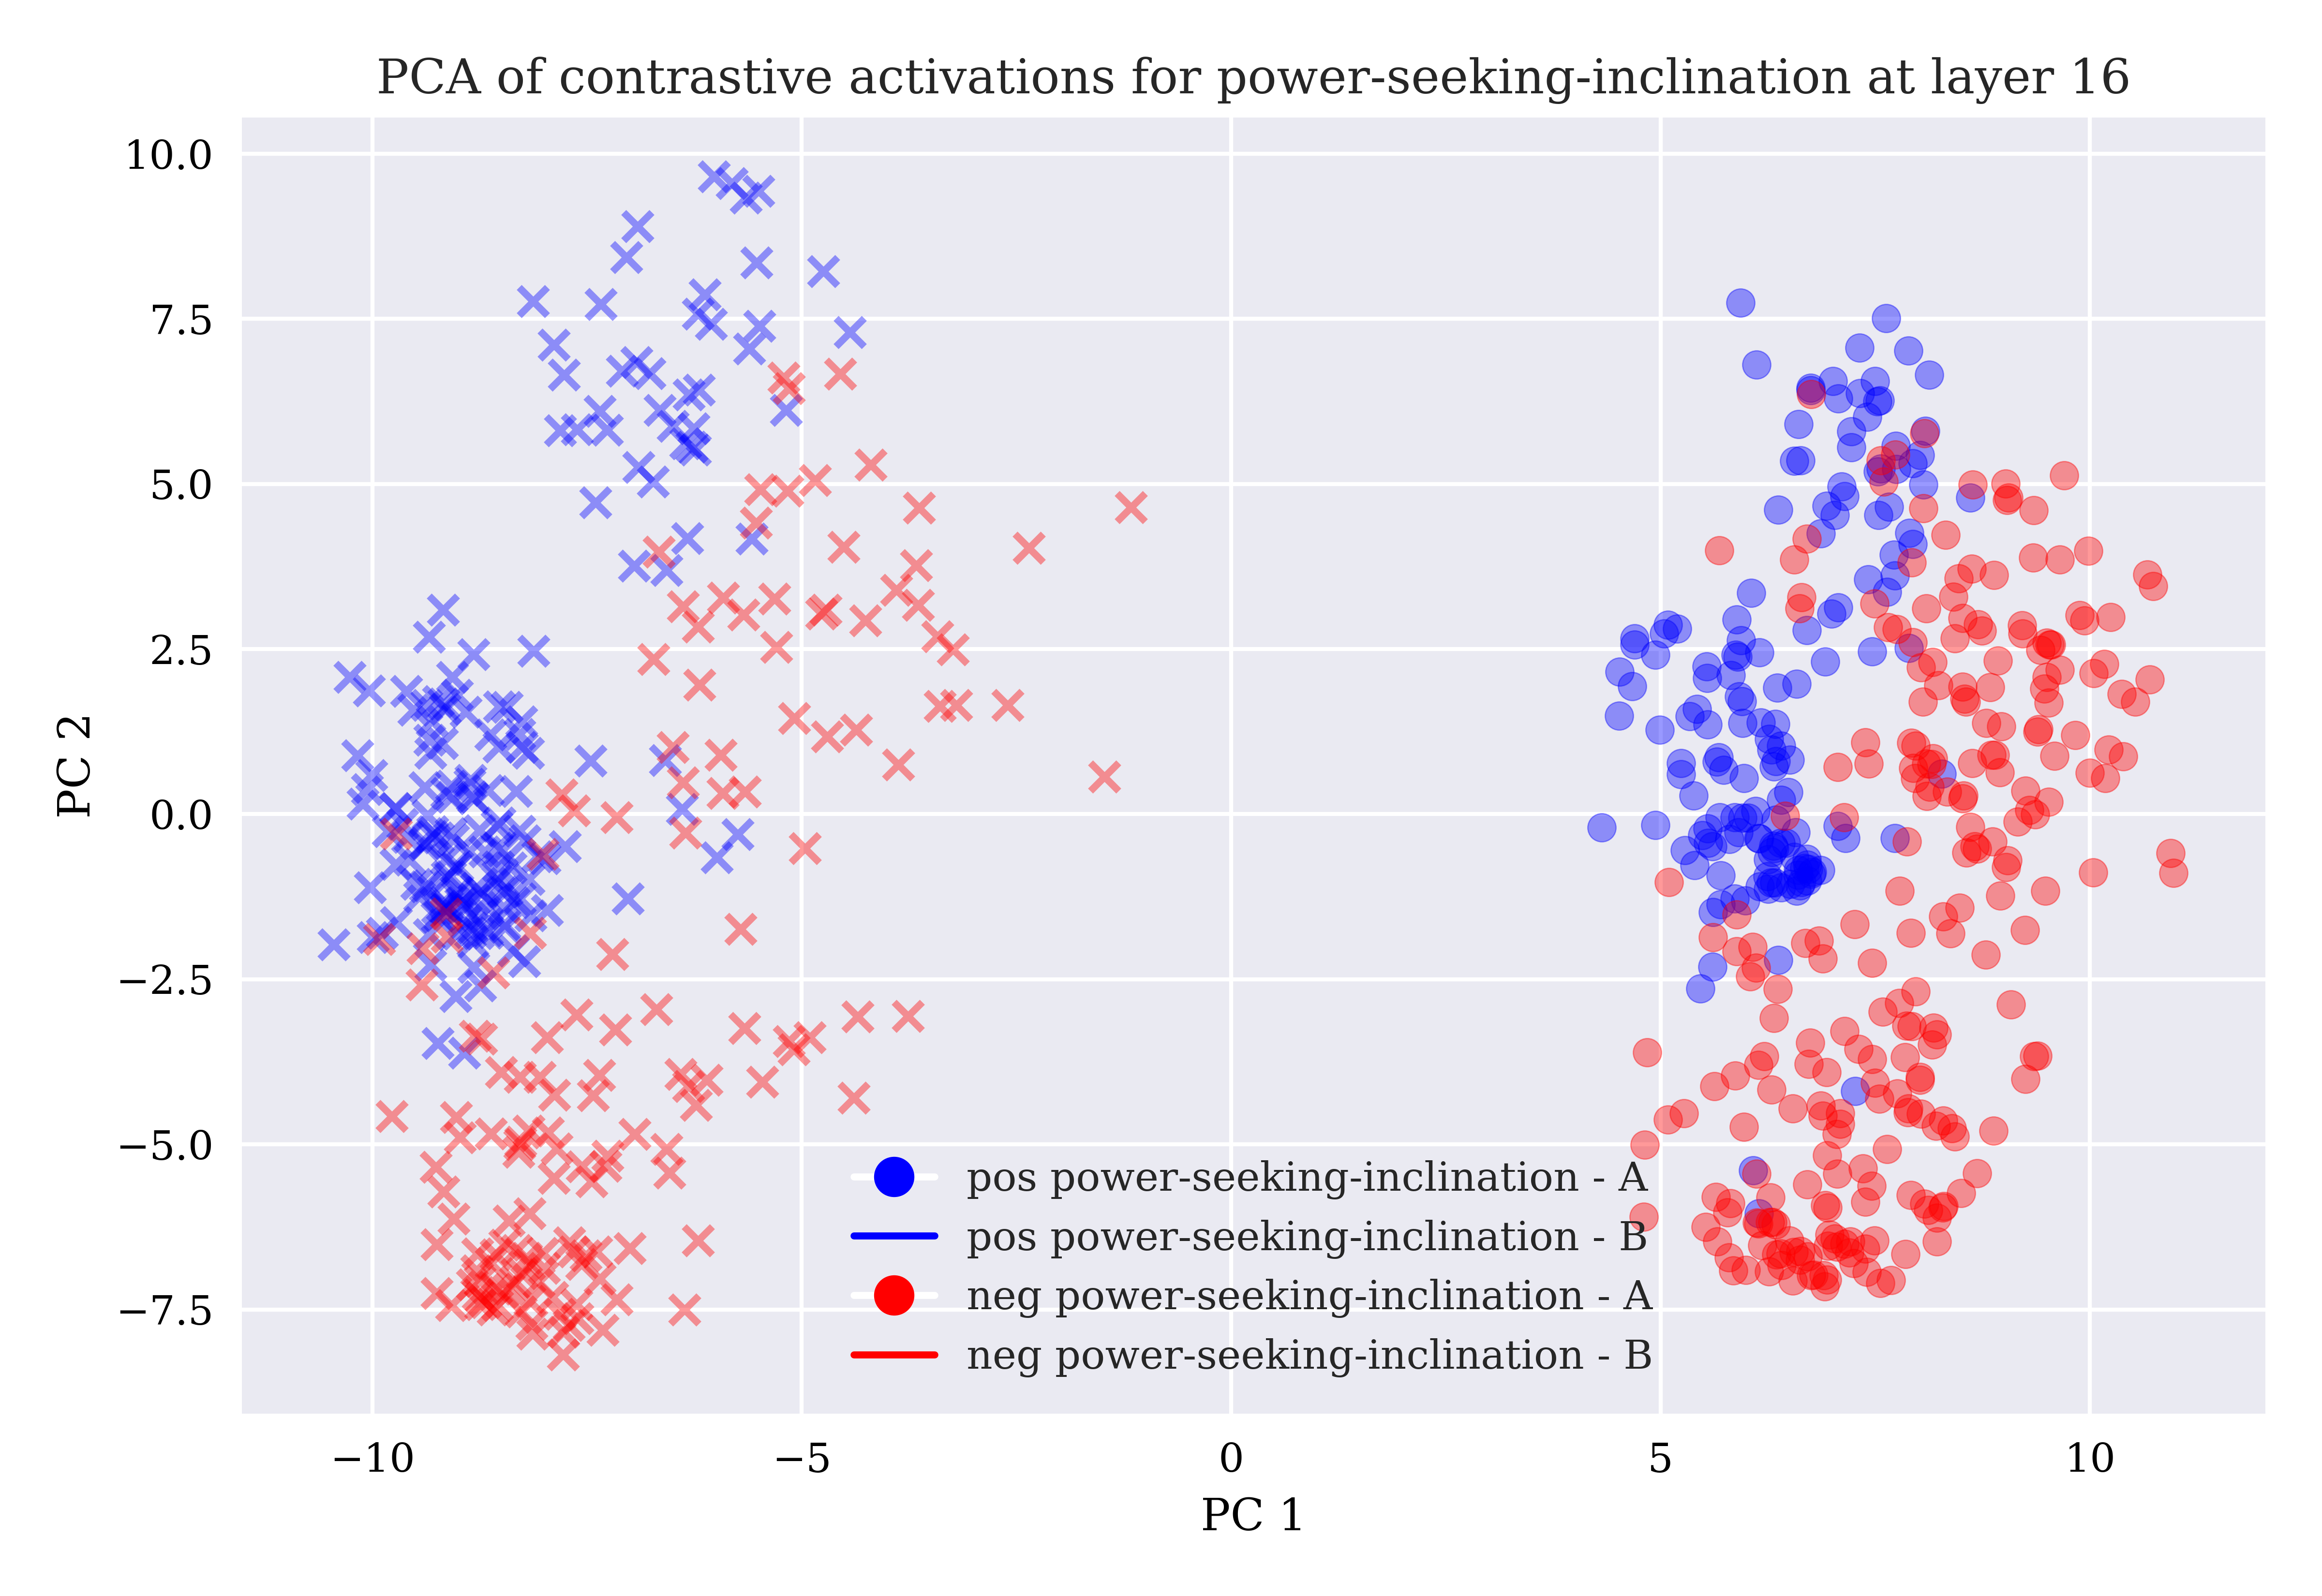 PCA of contrastive activations for power-seeking-inclination at layer 16
10.0
7.5
5.0
2.5
0.0
−2.5
−5.0
−7.5
PC 2
pos power-seeking-inclination - A
pos power-seeking-inclination - B
neg power-seeking-inclination - A
neg power-seeking-inclination - B
−10
−5
0
5
10
PC 1